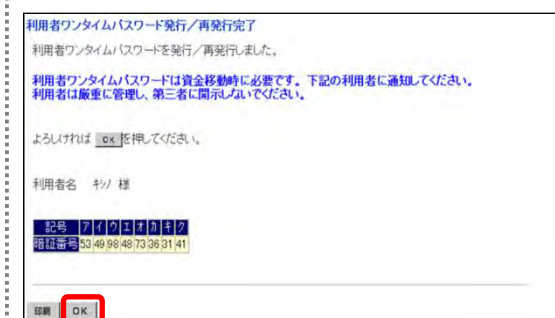 利用者ワンタイムパスワード発行／再発行完了
利用者ワンタイムパスワードを発行／再発行しました。
利用者ワンタイムパスワードは資金移動時に必要です。下記の利用者に通知してください。
利用者は厳重に管理し、第三者に開示しないでください。
よろしければ OK を押してください。
利用者名 キシノ 様
記号 ア イ ウ エ オ カ キ ク
暗証番号 53 49 98 48 73 36 31 41
印刷 OK